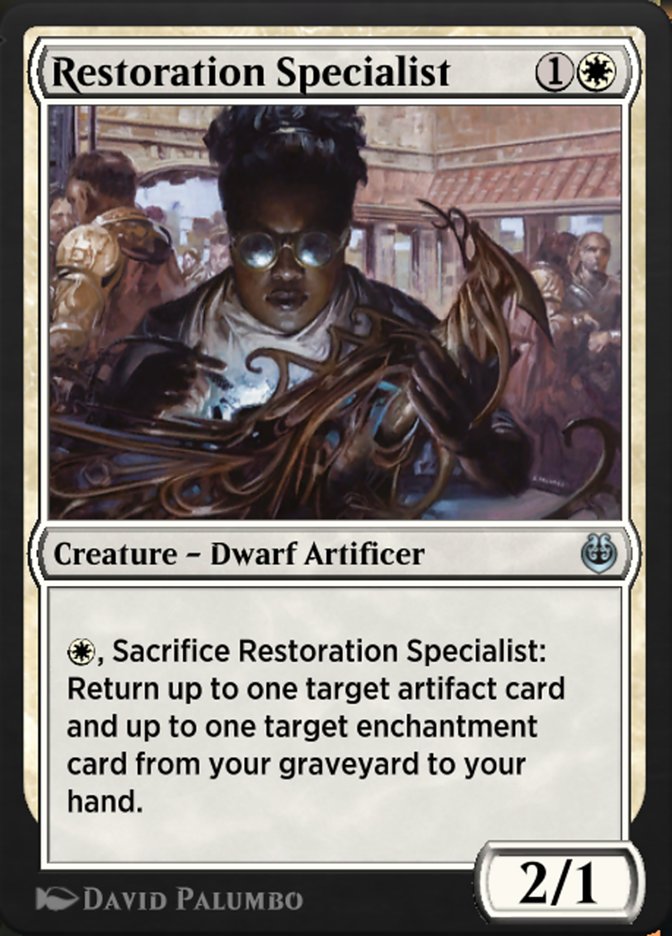 Restoration Specialist 1
Creature – Dwarf Artificer
, Sacrifice Restoration Specialist:
Return up to one target artifact card
and up to one target enchantment
card from your graveyard to your
hand.
2/1
David Palumbo